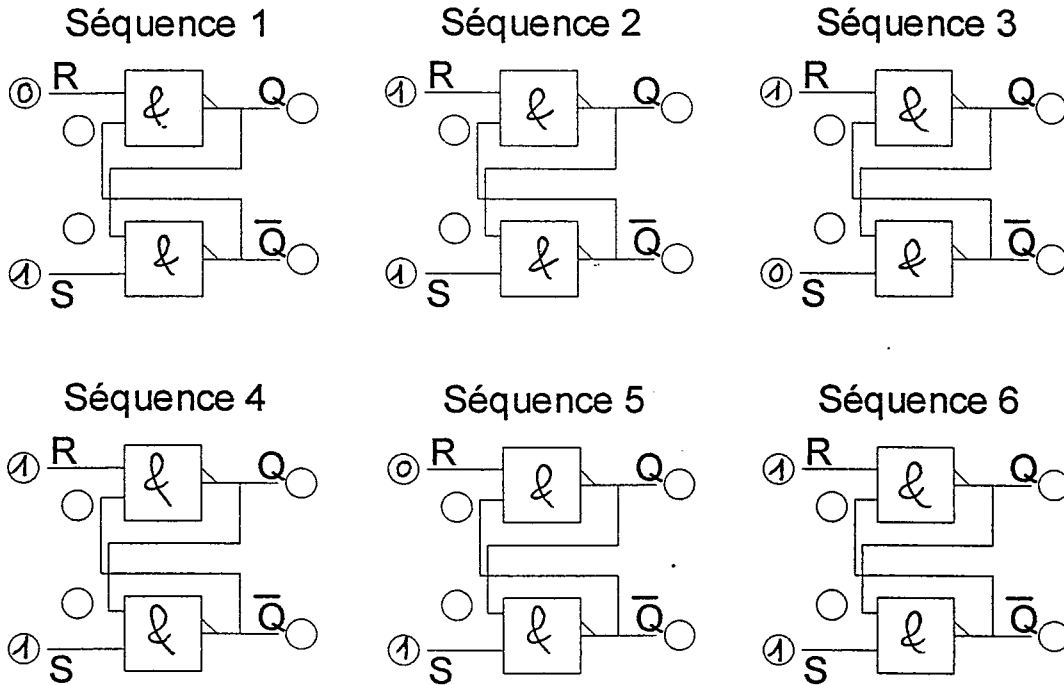 Séquence 1
0 R & Q
& Q̅
1 S
Séquence 2
1 R & Q
& Q̅
1 S
Séquence 3
1 R & Q
& Q̅
0 S
Séquence 4
1 R & Q
& Q̅
1 S
Séquence 5
0 R & Q
& Q̅
1 S
Séquence 6
1 R & Q
& Q̅
1 S